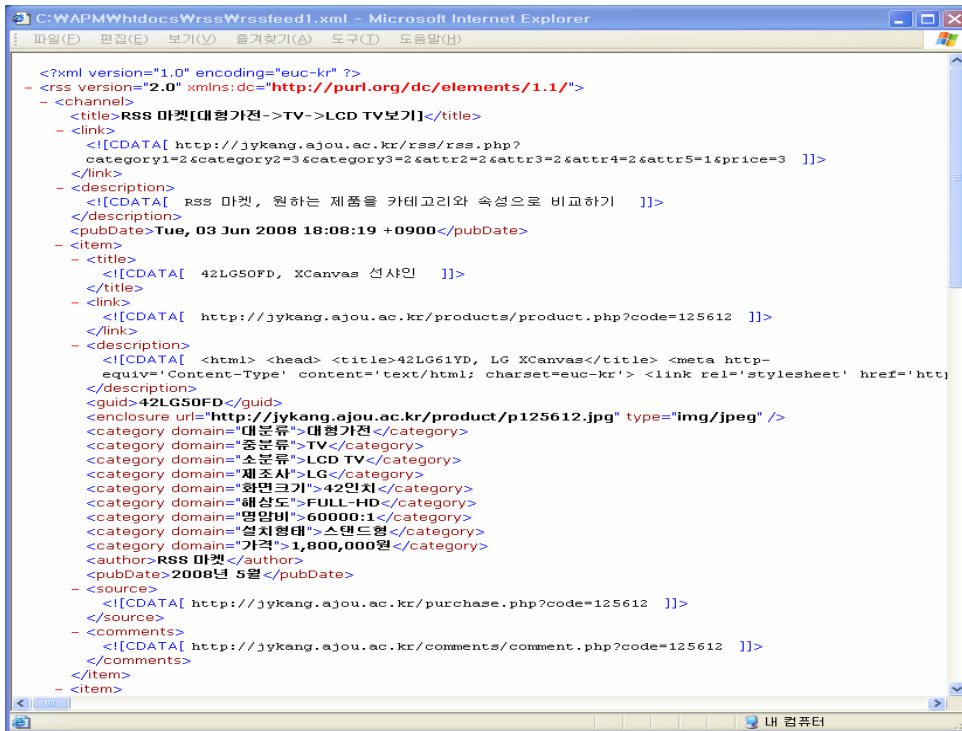 C:₩APM₩htdocs₩rss₩rssfeed1.xml - Microsoft Internet Explorer
파일(F) 편집(E) 보기(V) 즐겨찾기(A) 도구(T) 도움말(H)
<?xml version="1.0" encoding="euc-kr" ?>
- <rss version="2.0" xmlns:dc="http://purl.org/dc/elements/1.1/">
- <channel>
<title>RSS 마켓[대형가전->TV->LCD TV보기]</title>
- <link>
<![CDATA[ http://jykang.ajou.ac.kr/rss/rss.php?
category1=2&category2=3&category3=2&attr2=2&attr3=2&attr4=2&attr5=1&price=3 ]]>
</link>
- <description>
<![CDATA[ RSS 마켓, 원하는 제품을 카테고리와 속성으로 비교하기 ]]>
</description>
<pubDate>Tue, 03 Jun 2008 18:08:19 +0900</pubDate>
- <item>
- <title>
<![CDATA[ 42LG50FD, XCanvas 선샤인 ]]>
</title>
- <link>
<![CDATA[ http://jykang.ajou.ac.kr/products/product.php?code=125612 ]]>
</link>
- <description>
<![CDATA[ <html> <head> <title>42LG61YD, LG XCanvas</title> <meta http-
equiv='Content-Type' content='text/html; charset=euc-kr'> <link rel='stylesheet' href='http
</description>
<guid>42LG50FD</guid>
<enclosure url="http://jykang.ajou.ac.kr/product/p125612.jpg" type="img/jpeg" />
<category domain="대분류">대형가전</category>
<category domain="중분류">TV</category>
<category domain="소분류">LCD TV</category>
<category domain="제조사">LG</category>
<category domain="화면크기">42인치</category>
<category domain="해상도">FULL-HD</category>
<category domain="명암비">60000:1</category>
<category domain="설치형태">스탠드형</category>
<category domain="가격">1,800,000원</category>
<author>RSS 마켓</author>
<pubDate>2008년 5월</pubDate>
- <source>
<![CDATA[ http://jykang.ajou.ac.kr/purchase.php?code=125612 ]]>
</source>
- <comments>
<![CDATA[ http://jykang.ajou.ac.kr/comments/comment.php?code=125612 ]]>
</comments>
</item>
- <item>
내 컴퓨터